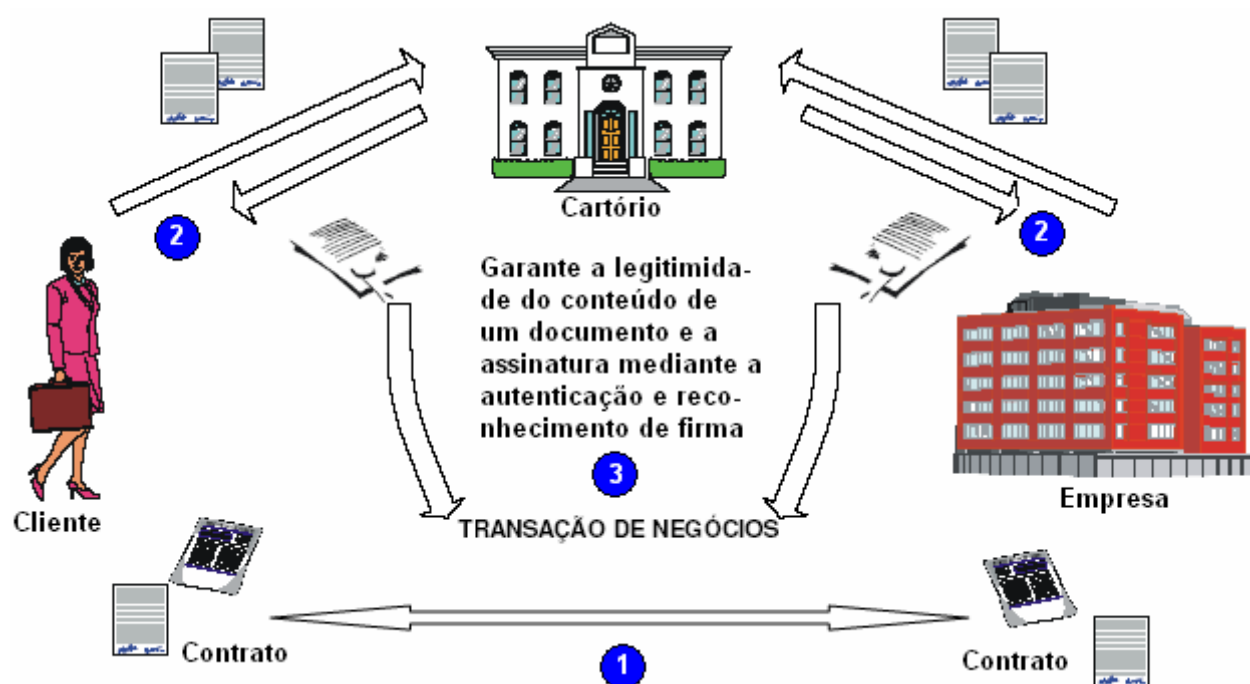 Cartório
2
2
Garante a legitimida-
de do conteúdo de
um documento e a
assinatura mediante a
autenticação e reco-
nhecimento de firma
3
Cliente
Empresa
TRANSAÇÃO DE NEGÓCIOS
Contrato
1
Contrato